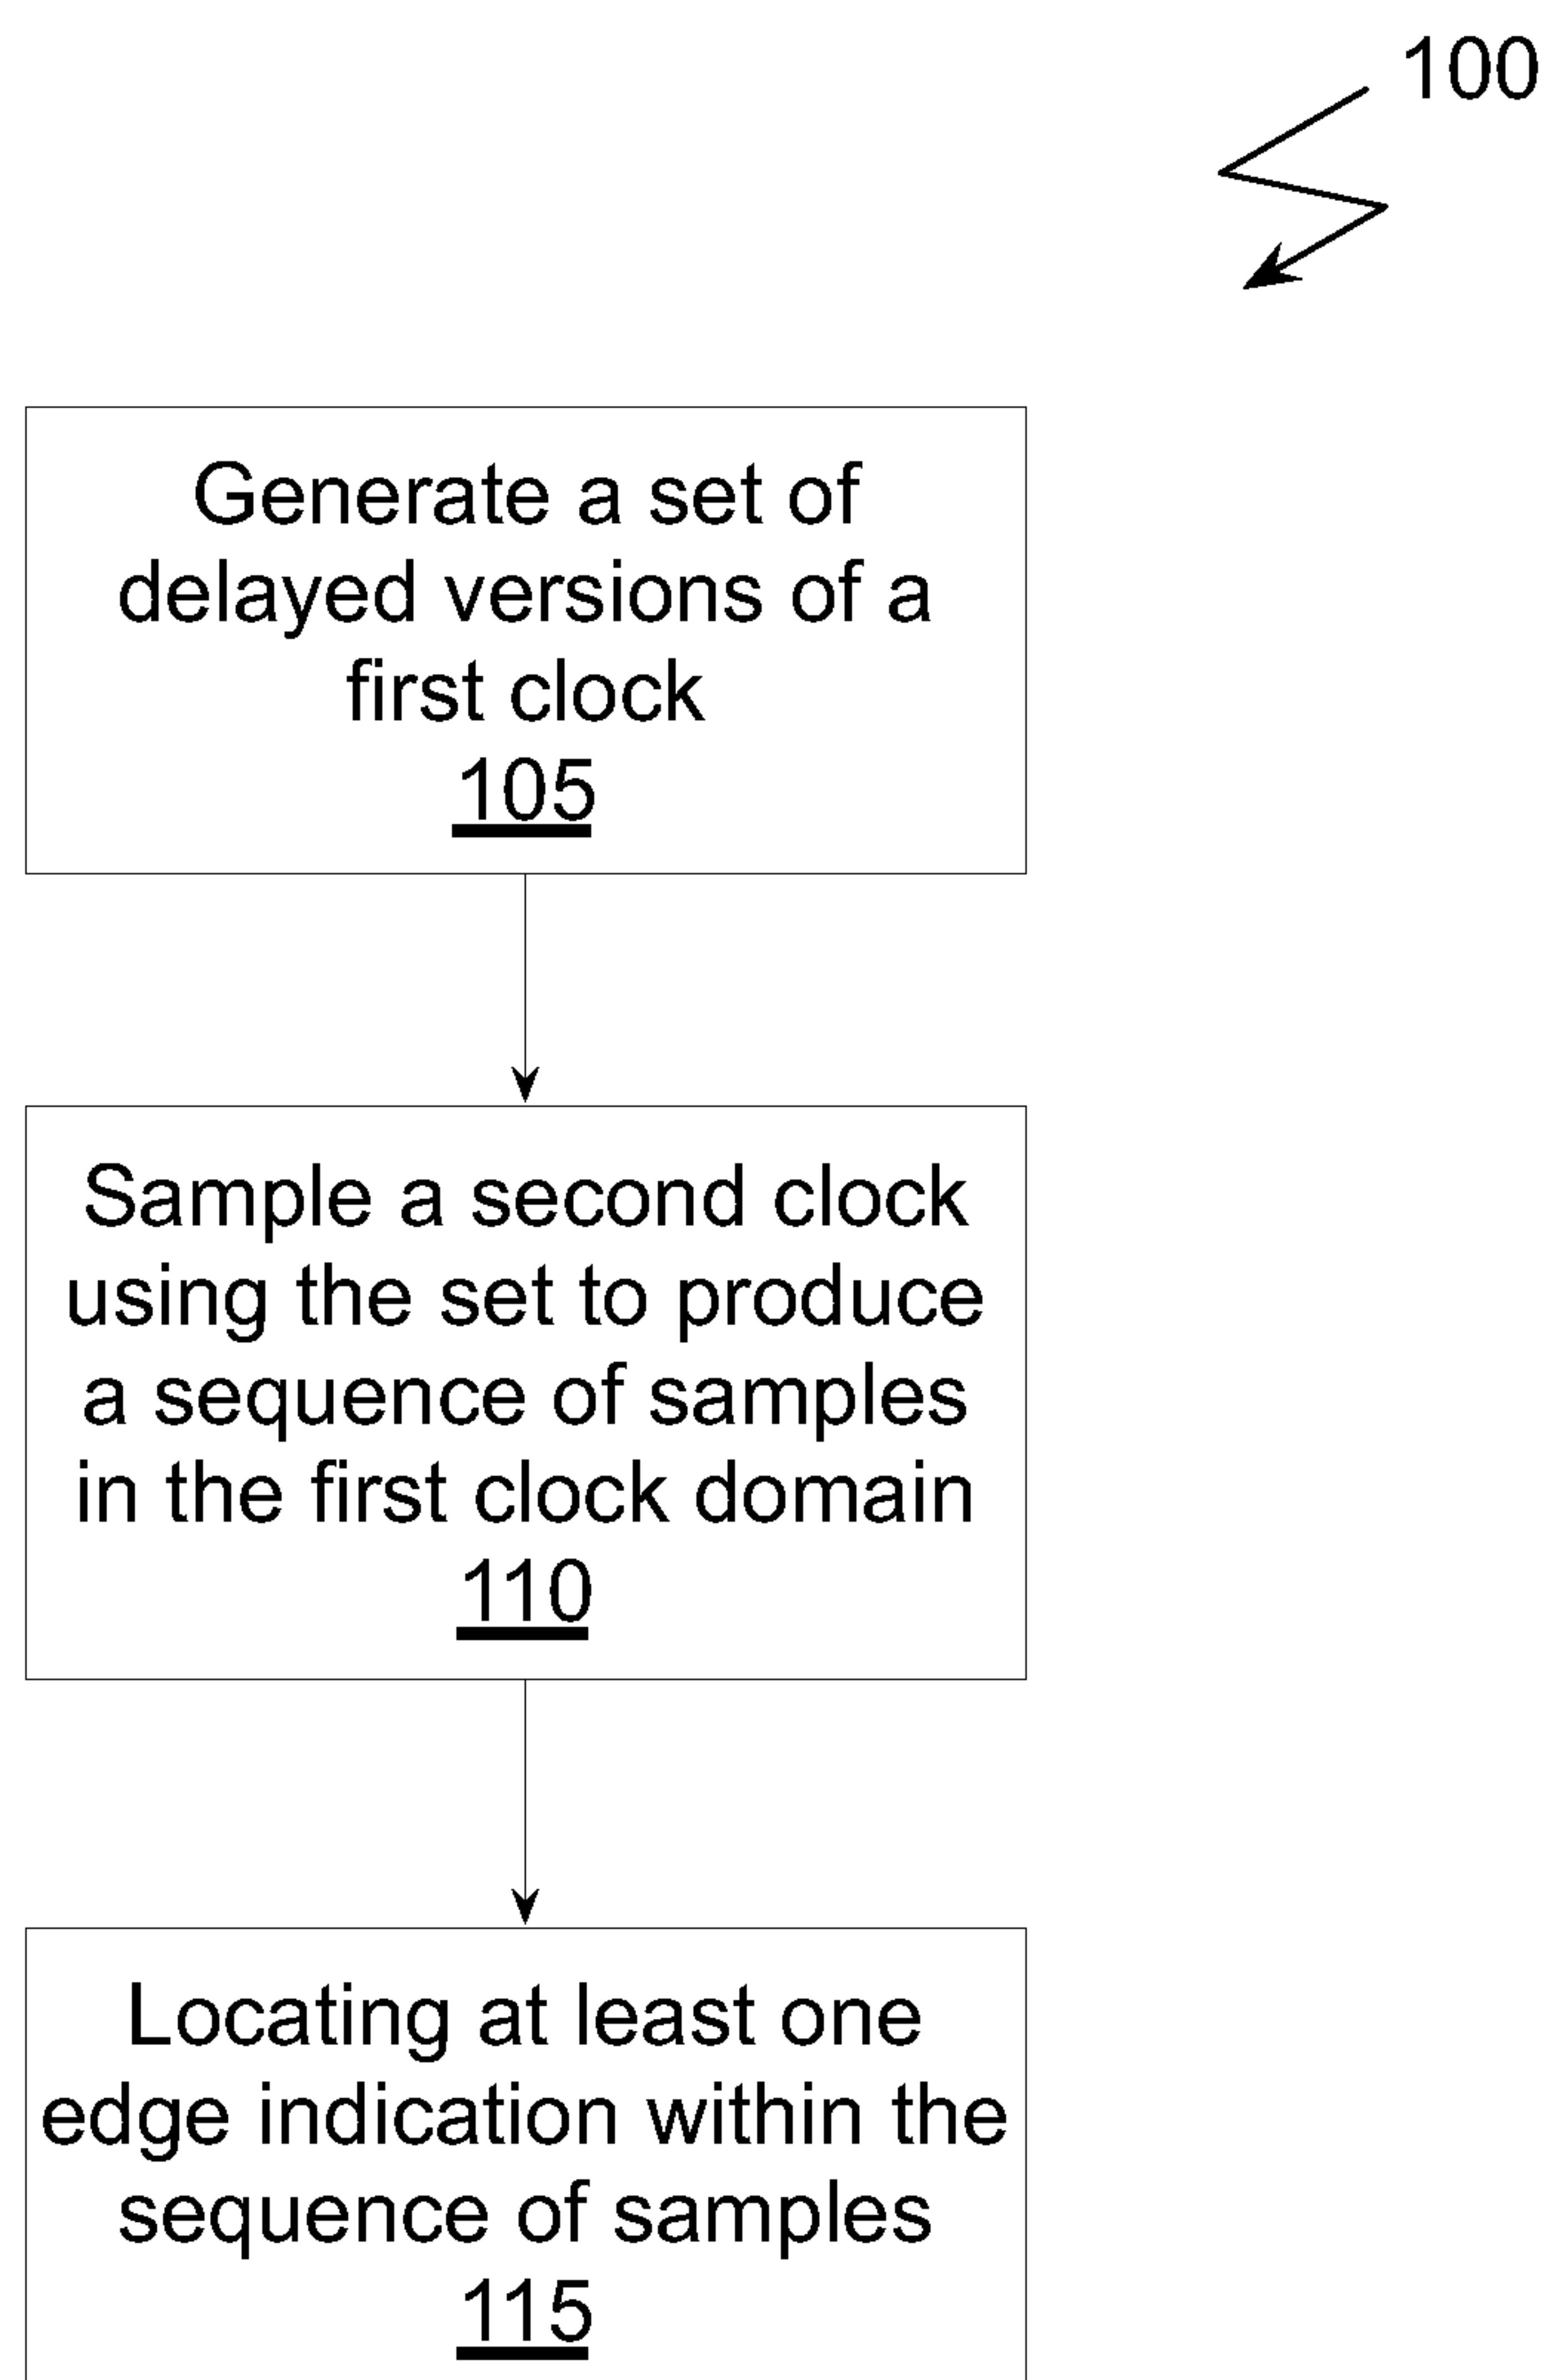 100
Generate a set of
delayed versions of a
first clock
105
Sample a second clock
using the set to produce
a sequence of samples
in the first clock domain
110
Locating at least one
edge indication within the
sequence of samples
115